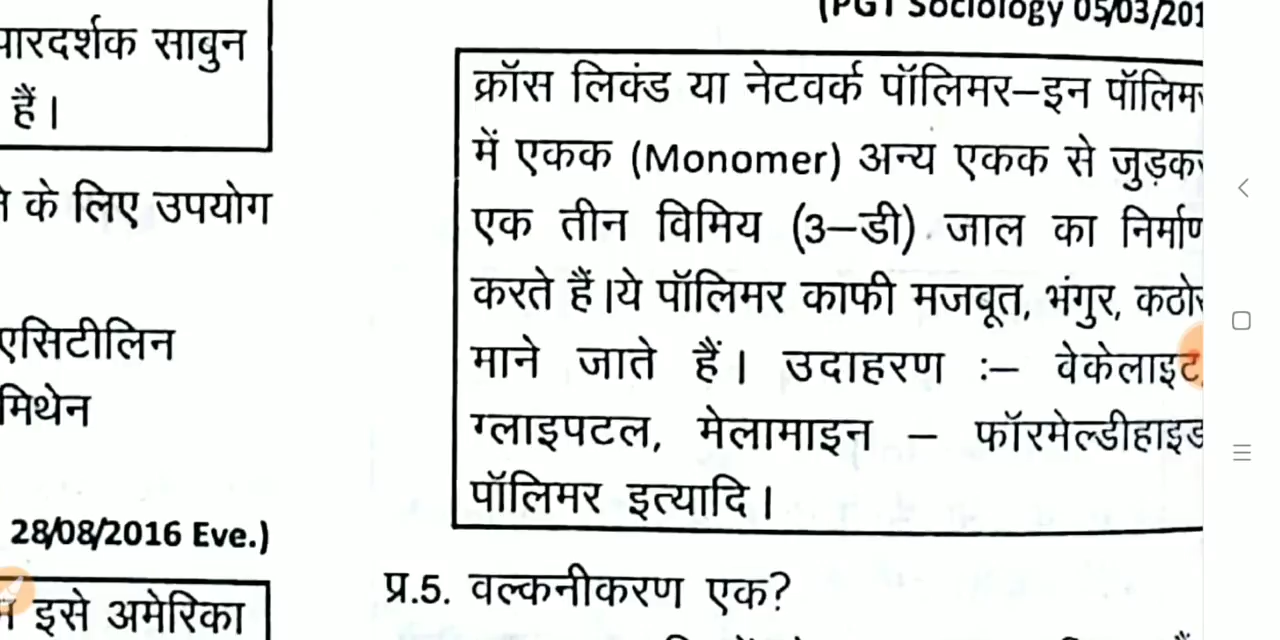 पारदर्शक साबुन
हैं।
के लिए उपयोग
एसिटीलिन
मिथेन
28/08/2016 Eve.)
इसे अमेरिका
(PGT Sociology 05/03/201
क्रॉस लिक्ंड या नेटवर्क पॉलिमर–इन पॉलिमर
में एकक (Monomer) अन्य एकक से जुड़कर
एक तीन विमिय (3–डी) जाल का निर्माण
करते हैं।ये पॉलिमर काफी मजबूत, भंगुर, कठोर
माने जाते हैं। उदाहरण :– वेकेलाइट,
ग्लाइपटल, मेलामाइन – फॉरमेल्डीहाइड
पॉलिमर इत्यादि।
प्र.5. वल्कनीकरण एक?